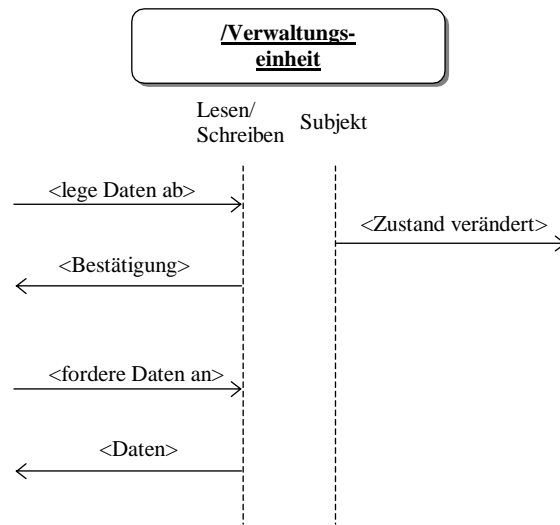 /Verwaltungs-
einheit
Lesen/
Schreiben
Subjekt
<lege Daten ab>
<Zustand verändert>
<Bestätigung>
<fordere Daten an>
<Daten>